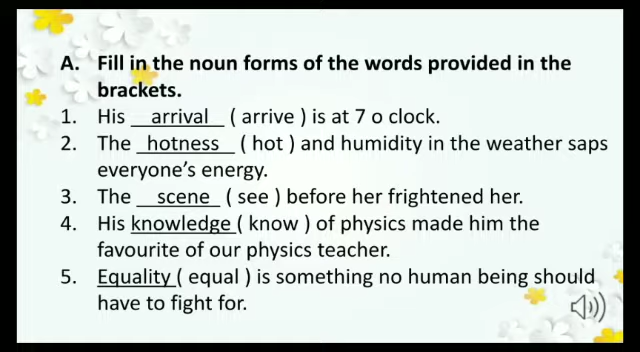 A. Fill in the noun forms of the words provided in the
brackets.
1. His __arrival__ ( arrive ) is at 7 o clock.
2. The _hotness__ ( hot ) and humidity in the weather saps
everyone’s energy.
3. The __scene_ ( see ) before her frightened her.
4. His knowledge ( know ) of physics made him the
favourite of our physics teacher.
5. Equality ( equal ) is something no human being should
have to fight for.